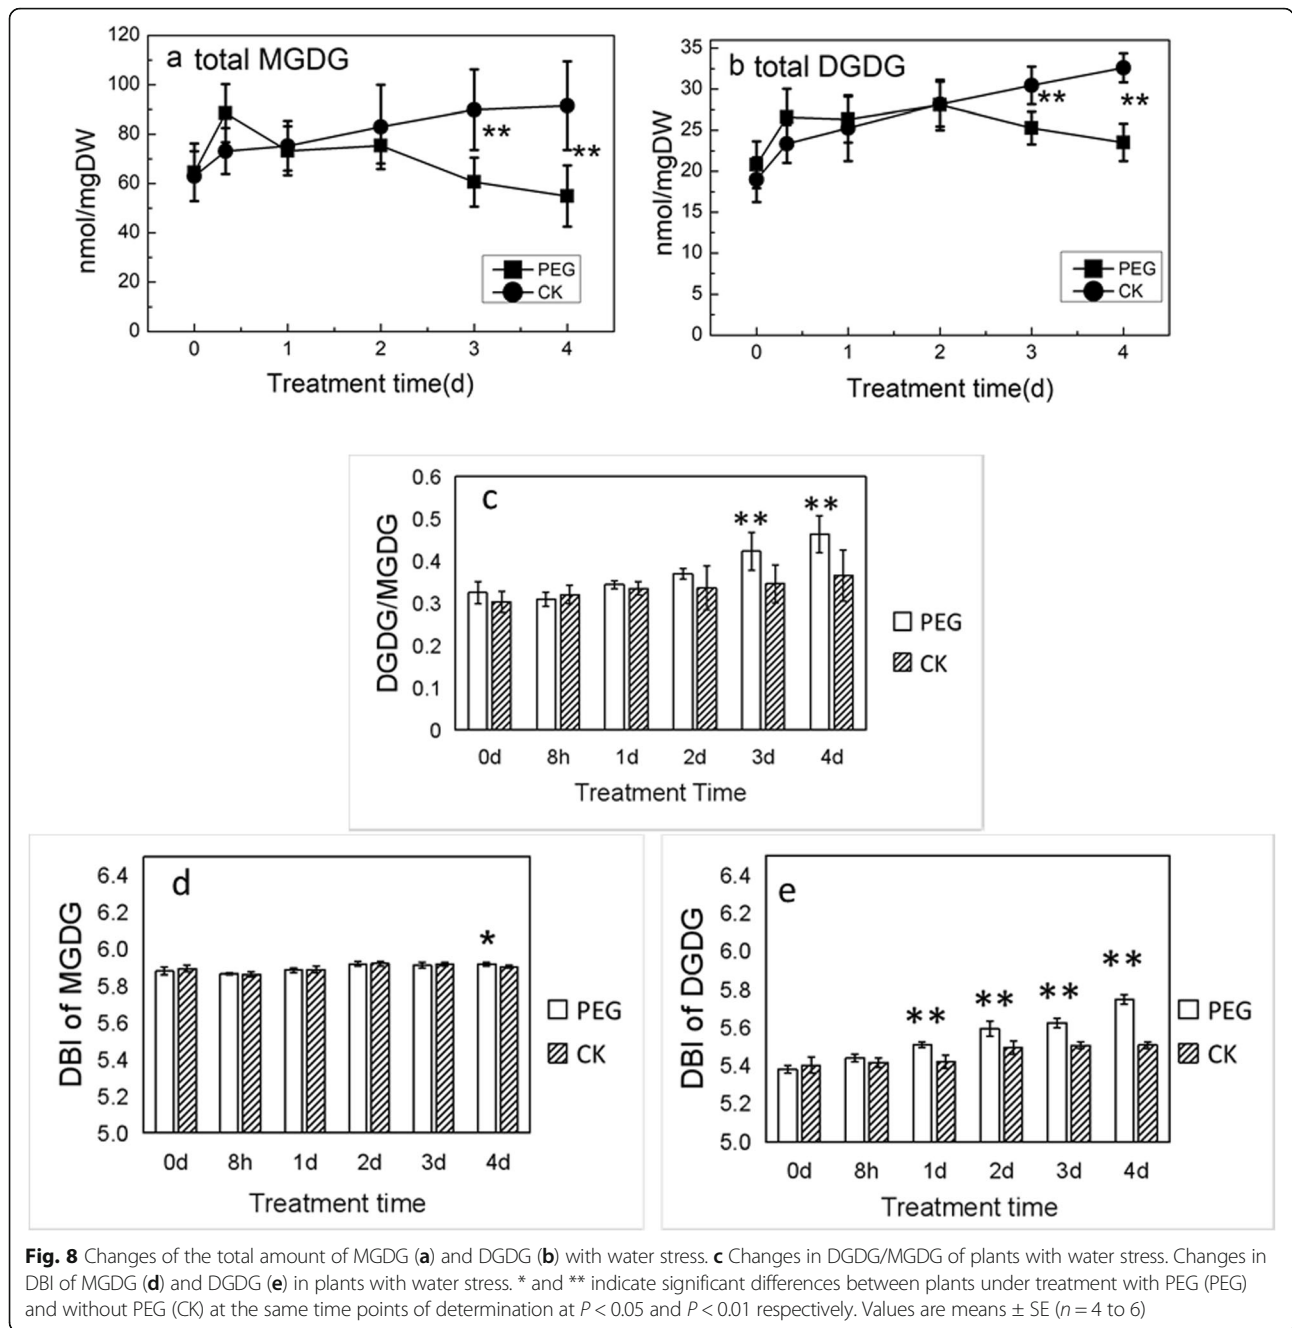 a total MGDG
120
100
80
60
40
20
0
nmol/mgDW
**
**
PEG
CK
0 1 2 3 4
Treatment time(d)
b total DGDG
35
30
25
20
15
10
5
0
nmol/mgDW
**
**
PEG
CK
0 1 2 3 4
Treatment time(d)
c
0.6
0.5
0.4
0.3
0.2
0.1
0
DGDG/MGDG
** **
PEG
CK
0d 8h 1d 2d 3d 4d
Treatment Time
d
6.4
6.2
6.0
5.8
5.6
5.4
5.2
5.0
DBI of MGDG
*
PEG
CK
0d 8h 1d 2d 3d 4d
Treatment time
e
6.4
6.2
6.0
5.8
5.6
5.4
5.2
5.0
DBI of DGDG
** ** ** **
PEG
CK
0d 8h 1d 2d 3d 4d
Treatment time
Fig. 8 Changes of the total amount of MGDG (a) and DGDG (b) with water stress. c Changes in DGDG/MGDG of plants with water stress. Changes in
DBI of MGDG (d) and DGDG (e) in plants with water stress. * and ** indicate significant differences between plants under treatment with PEG (PEG)
and without PEG (CK) at the same time points of determination at P < 0.05 and P < 0.01 respectively. Values are means ± SE (n = 4 to 6)